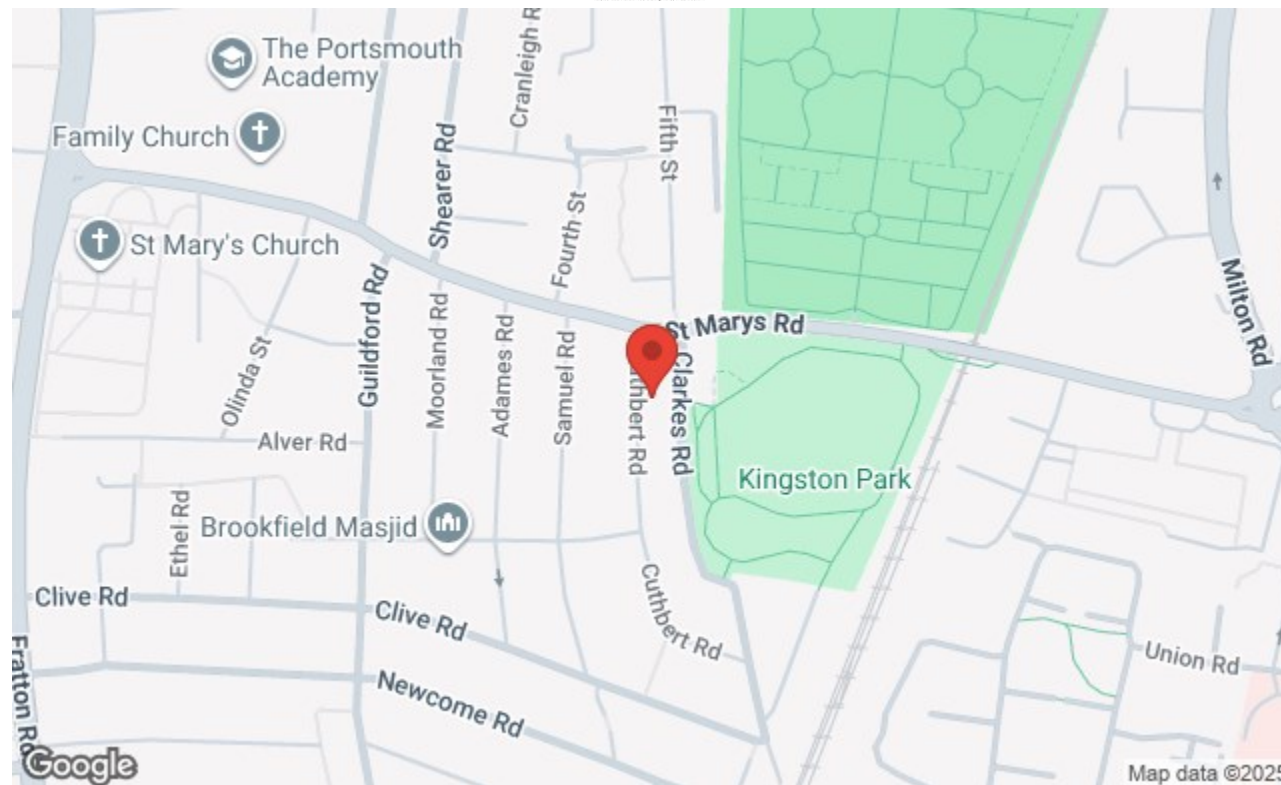 The Portsmouth
Academy
Family Church
St Mary's Church
Shearer Rd
Fifth St
Fourth St
Guildford Rd
Olinda St
Moorland Rd
Adames Rd
Samuel Rd
Cuthbert Rd
Clarkes Rd
St Marys Rd
Milton Rd
Alver Rd
Kingston Park
Ethel Rd
Brookfield Masjid
Clive Rd
Clive Rd
Cuthbert Rd
Union Rd
Newcome Rd
Fratton Rd
Google
Map data ©2025